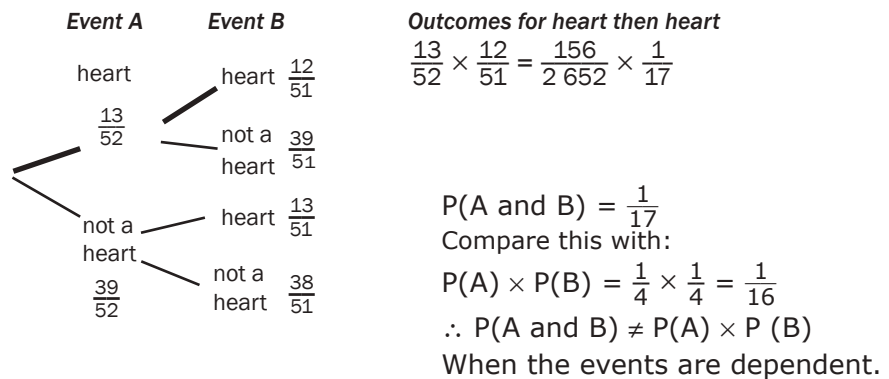 Event A Event B Outcomes for heart then heart
heart
13/52
heart 12/51
not a heart 39/51
not a heart
39/52
heart 13/51
not a heart 38/51
13/52 × 12/51 = 156/2 652 × 1/17
P(A and B) = 1/17
Compare this with:
P(A) × P(B) = 1/4 × 1/4 = 1/16
∴ P(A and B) ≠ P(A) × P (B)
When the events are dependent.